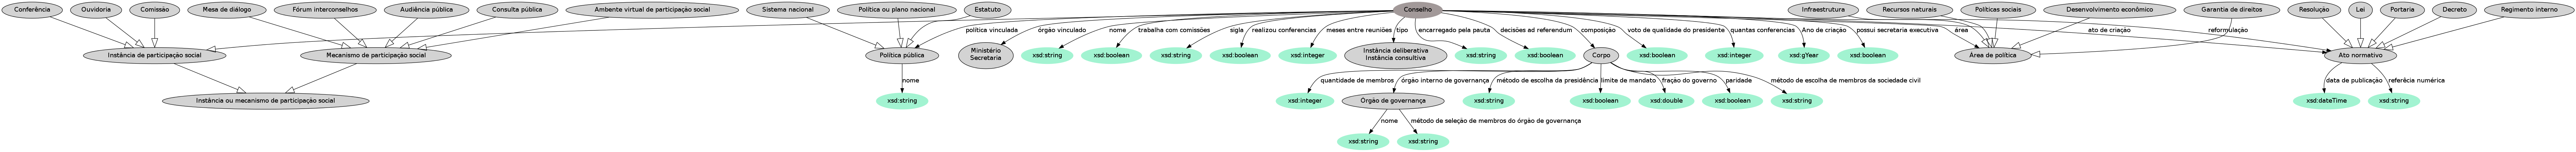 Conferência
Ouvidoria
Comissão
Mesa de diálogo
Fórum interconselhos
Audiência pública
Consulta pública
Ambente virtual de participação social
Sistema nacional
Política ou plano nacional
Estatuto
Conselho
Infraestrutura
Recursos naturais
Políticas sociais
Desenvolvimento econômico
Garantia de direitos
Resolução
Lei
Portaria
Decreto
Regimento interno
política vinculada
órgão vinculado
nome
trabalha com comissões
sigla
realizou conferencias
meses entre reuniões
tipo
encarregado pela pauta
decisões ad referendum
composição
voto de qualidade do presidente
quantas conferencias
Ano de criação
possui secretaria executiva
área
ato de criação
reformulação
Instância de participação social
Mecanismo de participação social
Política pública
Ministério
Secretaria
xsd:string
xsd:boolean
xsd:string
xsd:boolean
xsd:integer
Instância deliberativa
Instância consultiva
xsd:string
xsd:boolean
Corpo
xsd:boolean
xsd:integer
xsd:gYear
xsd:boolean
Área de política
Ato normativo
nome
quantidade de membros
órgão interno de governança
método de escolha da presidência
limite de mandato
fração do governo
paridade
método de escolha de membros da sociedade civil
data de publicação
referêcia numérica
Instância ou mecanismo de participação social
xsd:string
xsd:integer
Órgão de governança
xsd:string
xsd:boolean
xsd:double
xsd:boolean
xsd:string
xsd:dateTime
xsd:string
nome
método de seleção de membros do órgão de governança
xsd:string
xsd:string